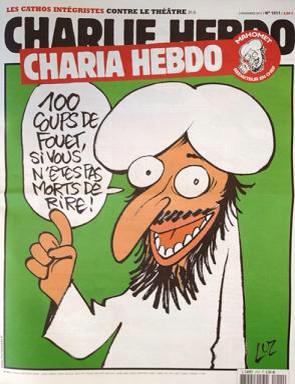 LES CATHOS INTÉGRISTES CONTRE LE THÉÂTRE
N° 1011
CHARLIE HEBDO
CHARIA HEBDO
MAHOMET
RÉDACTEUR EN CHEF
100
COUPS DE
FOUET,
SI VOUS
N'ÊTES PAS
MORTS DE
RIRE!
LUZ